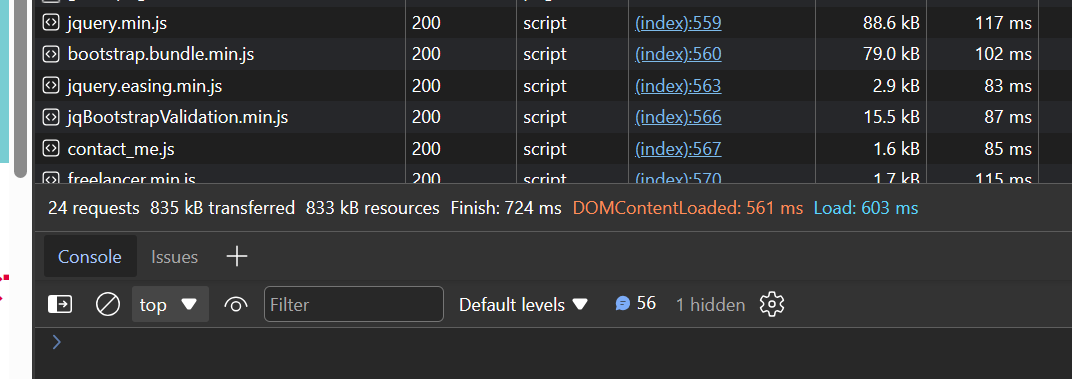 jquery.min.js 200 script (index):559 88.6 kB 117 ms
bootstrap.bundle.min.js 200 script (index):560 79.0 kB 102 ms
jquery.easing.min.js 200 script (index):563 2.9 kB 83 ms
jqBootstrapValidation.min.js 200 script (index):566 15.5 kB 87 ms
contact_me.js 200 script (index):567 1.6 kB 85 ms
freelancer.min.js 200 script (index):570 1.7 kB 115 ms
24 requests 835 kB transferred 833 kB resources Finish: 724 ms DOMContentLoaded: 561 ms Load: 603 ms
Console Issues
top Filter Default levels 56 1 hidden